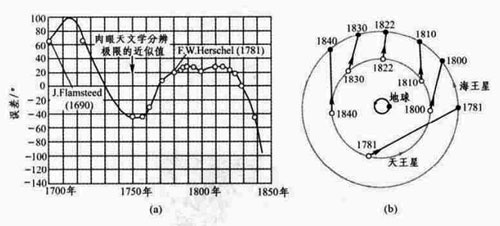 误差/″
100
80
60
40
20
0
-20
-40
-60
-80
-100
-120
-140
1700年
1750年
1800年
1850年
肉眼天文学分辨
极限的近似值
F.W.Herschel (1781)
J.Flamsteed
(1690)
(a)
1822
1830
1810
1840
1800
1822
1830
1810
海王星
1781
地球
1840
1800
1781
天王星
(b)